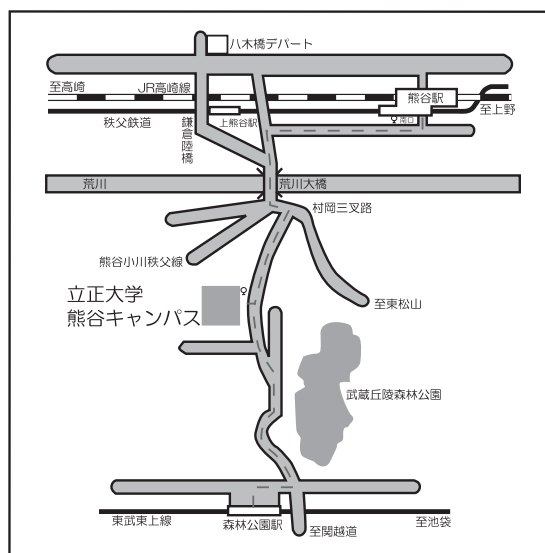 八木橋デパート
至高崎
JR高崎線
熊谷駅
至上野
秩父鉄道
鎌倉陸橋
上熊谷駅
南口
荒川
荒川大橋
村岡三叉路
熊谷小川秩父線
立正大学
熊谷キャンパス
至東松山
武蔵丘陵森林公園
東武東上線
森林公園駅
至関越道
至池袋